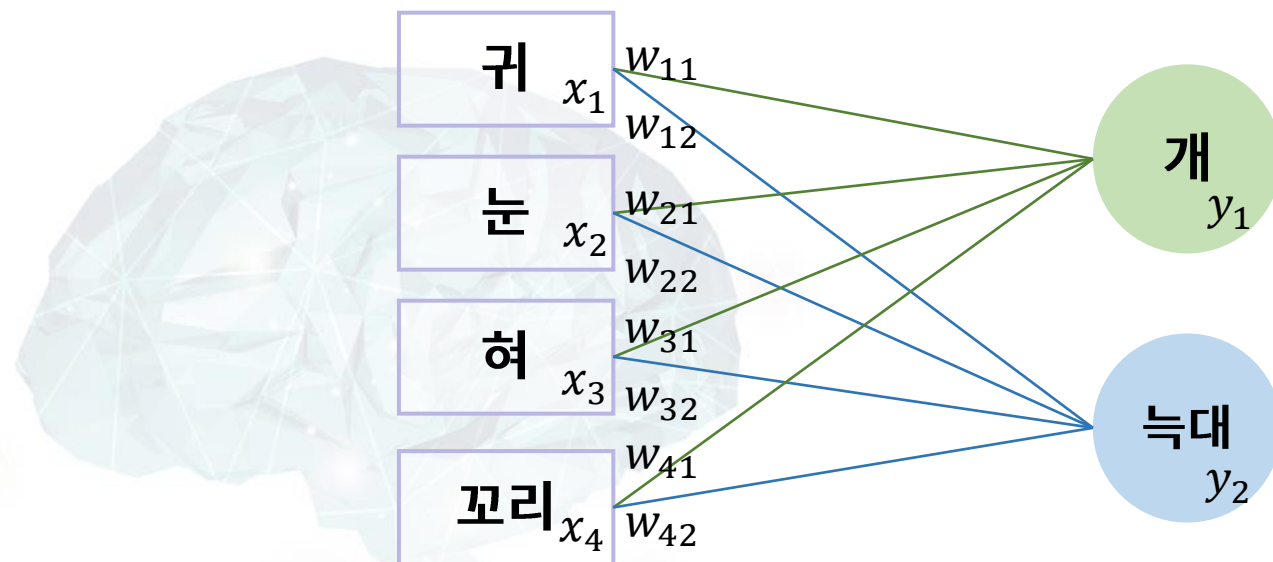 귀 x₁
w₁₁
w₁₂
눈 x₂
w₂₁
w₂₂
혀 x₃
w₃₁
w₃₂
꼬리 x₄
w₄₁
w₄₂
개
y₁
늑대
y₂